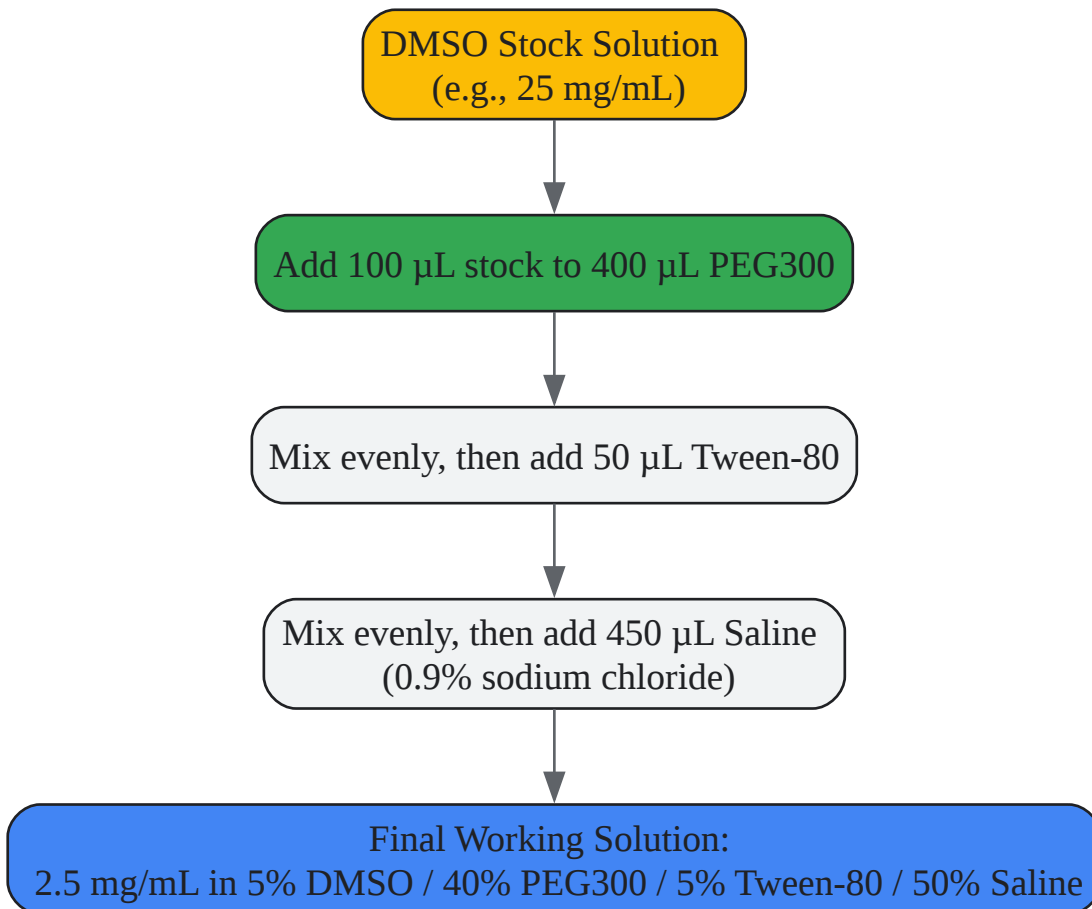 DMSO Stock Solution
(e.g., 25 mg/mL)
Add 100 µL stock to 400 µL PEG300
Mix evenly, then add 50 µL Tween-80
Mix evenly, then add 450 µL Saline
(0.9% sodium chloride)
Final Working Solution:
2.5 mg/mL in 5% DMSO / 40% PEG300 / 5% Tween-80 / 50% Saline